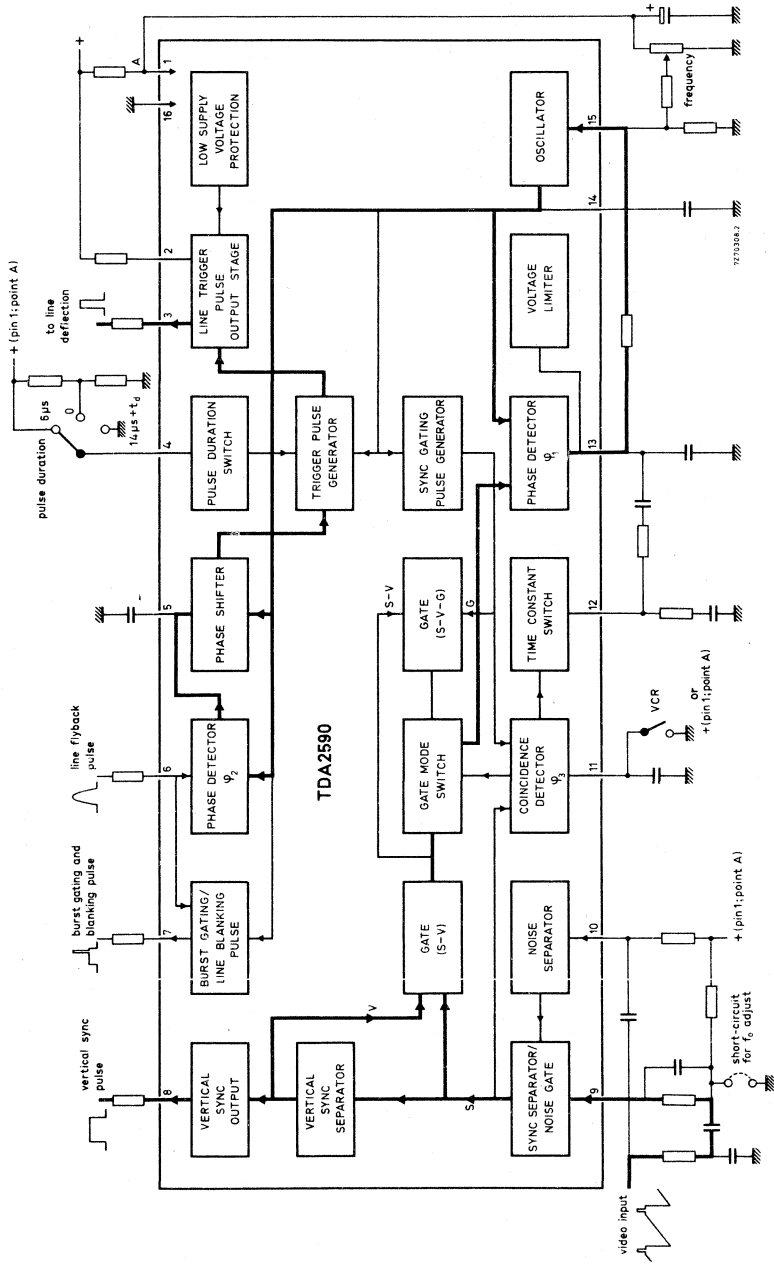 vertical sync
pulse
burst gating and
blanking pulse
line flyback
pulse
pulse duration
6μs
0
14μs+td
+(pin 1; point A)
to line
deflection
+
A
8
7
6
5
4
3
2
16
1
VERTICAL
SYNC
OUTPUT
BURST GATING/
LINE BLANKING
PULSE
PHASE DETECTOR
φ2
PHASE SHIFTER
PULSE DURATION
SWITCH
LINE TRIGGER
PULSE
OUTPUT STAGE
LOW SUPPLY
VOLTAGE
PROTECTION
V
VERTICAL
SYNC
SEPARATOR
TDA2590
TRIGGER PULSE
GENERATOR
S-V
GATE
(S-V)
GATE MODE
SWITCH
GATE
(S-V-G)
SYNC GATING
PULSE GENERATOR
S
G
SYNC SEPARATOR/
NOISE GATE
NOISE
SEPARATOR
COINCIDENCE
DETECTOR
φ3
TIME CONSTANT
SWITCH
PHASE DETECTOR
φ1
VOLTAGE
LIMITER
OSCILLATOR
9
10
11
12
13
14
15
video input
short-circuit
for fo adjust
+(pin 1; point A)
VCR
or
+(pin 1; point A)
frequency
+
7Z70308.2